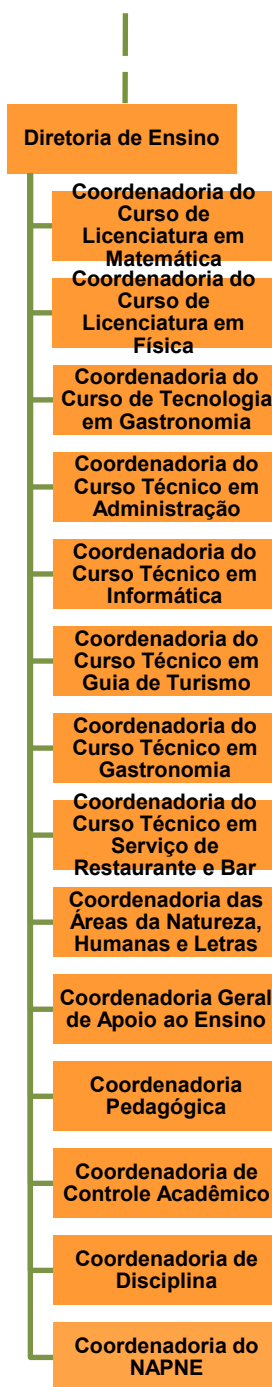 Diretoria de Ensino
Coordenadoria do
Curso de
Licenciatura em
Matemática
Coordenadoria do
Curso de
Licenciatura em
Física
Coordenadoria do
Curso de Tecnologia
em Gastronomia
Coordenadoria do
Curso Técnico em
Administração
Coordenadoria do
Curso Técnico em
Informática
Coordenadoria do
Curso Técnico em
Guia de Turismo
Coordenadoria do
Curso Técnico em
Gastronomia
Coordenadoria do
Curso Técnico em
Serviço de
Restaurante e Bar
Coordenadoria das
Áreas da Natureza,
Humanas e Letras
Coordenadoria Geral
de Apoio ao Ensino
Coordenadoria
Pedagógica
Coordenadoria de
Controle Acadêmico
Coordenadoria de
Disciplina
Coordenadoria do
NAPNE